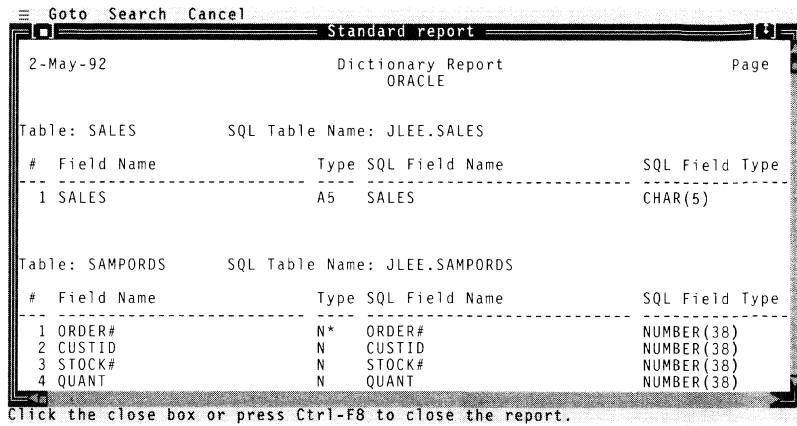 ≡ Goto Search Cancel
Standard report
2-May-92 Dictionary Report Page
ORACLE
Table: SALES SQL Table Name: JLEE.SALES
# Field Name Type SQL Field Name SQL Field Type
1 SALES A5 SALES CHAR(5)
Table: SAMPORDS SQL Table Name: JLEE.SAMPORDS
# Field Name Type SQL Field Name SQL Field Type
1 ORDER# N* ORDER# NUMBER(38)
2 CUSTID N CUSTID NUMBER(38)
3 STOCK# N STOCK# NUMBER(38)
4 QUANT N QUANT NUMBER(38)
Click the close box or press Ctrl-F8 to close the report.